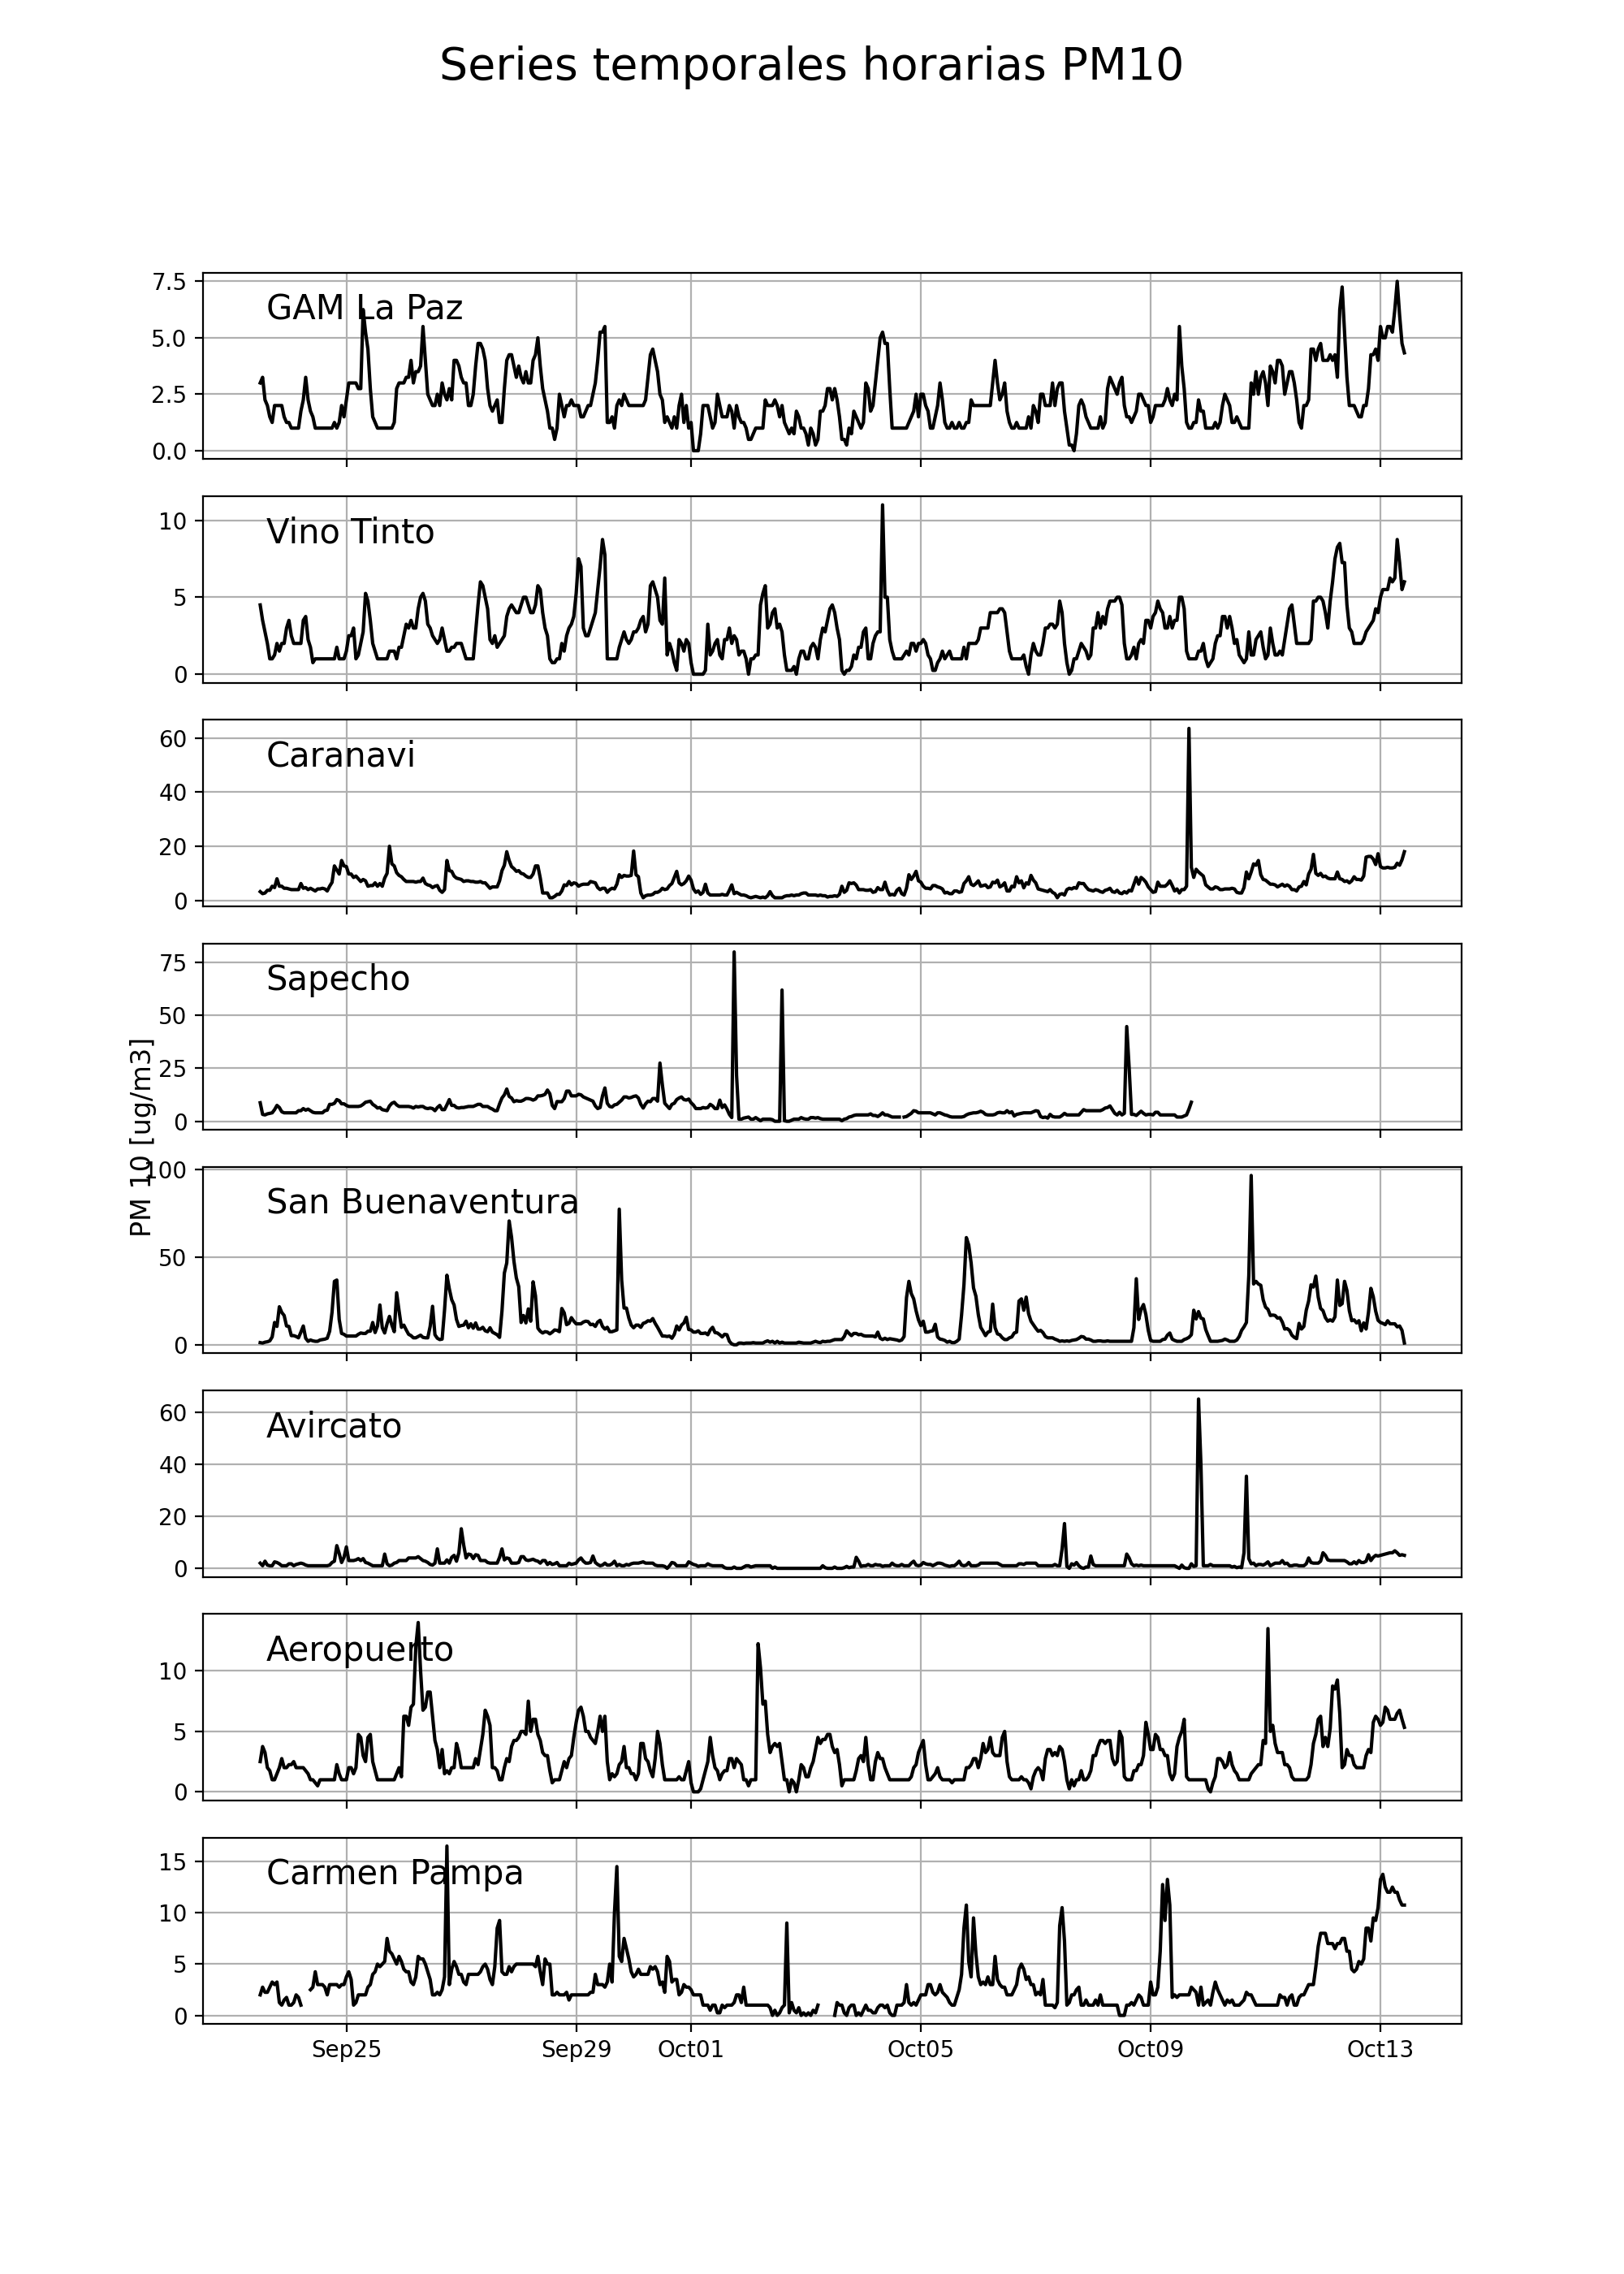 Series temporales horarias PM10
7.5
5.0
2.5
0.0
GAM La Paz
10
5
0
Vino Tinto
60
40
20
0
Caranavi
75
50
25
0
Sapecho
PM 10 [ug/m3]
100
50
0
San Buenaventura
60
40
20
0
Avircato
10
5
0
Aeropuerto
15
10
5
0
Carmen Pampa
Sep25 Sep29 Oct01 Oct05 Oct09 Oct13